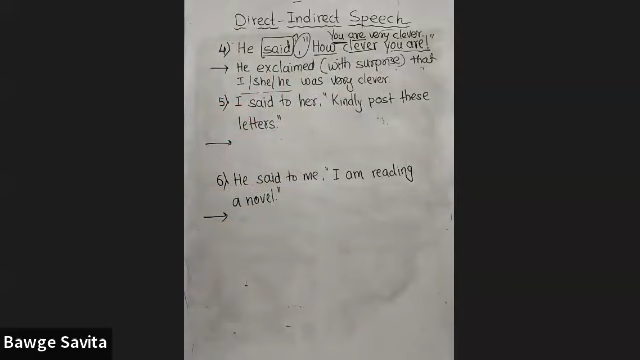 Direct-Indirect Speech
You are very clever.
4) He said, "How clever you are!"
→ He exclaimed (with surprise) that
I/she/he was very clever
5) I said to her, "Kindly post these
letters."
→
6) He said to me, "I am reading
a novel."
→
Bawge Savita